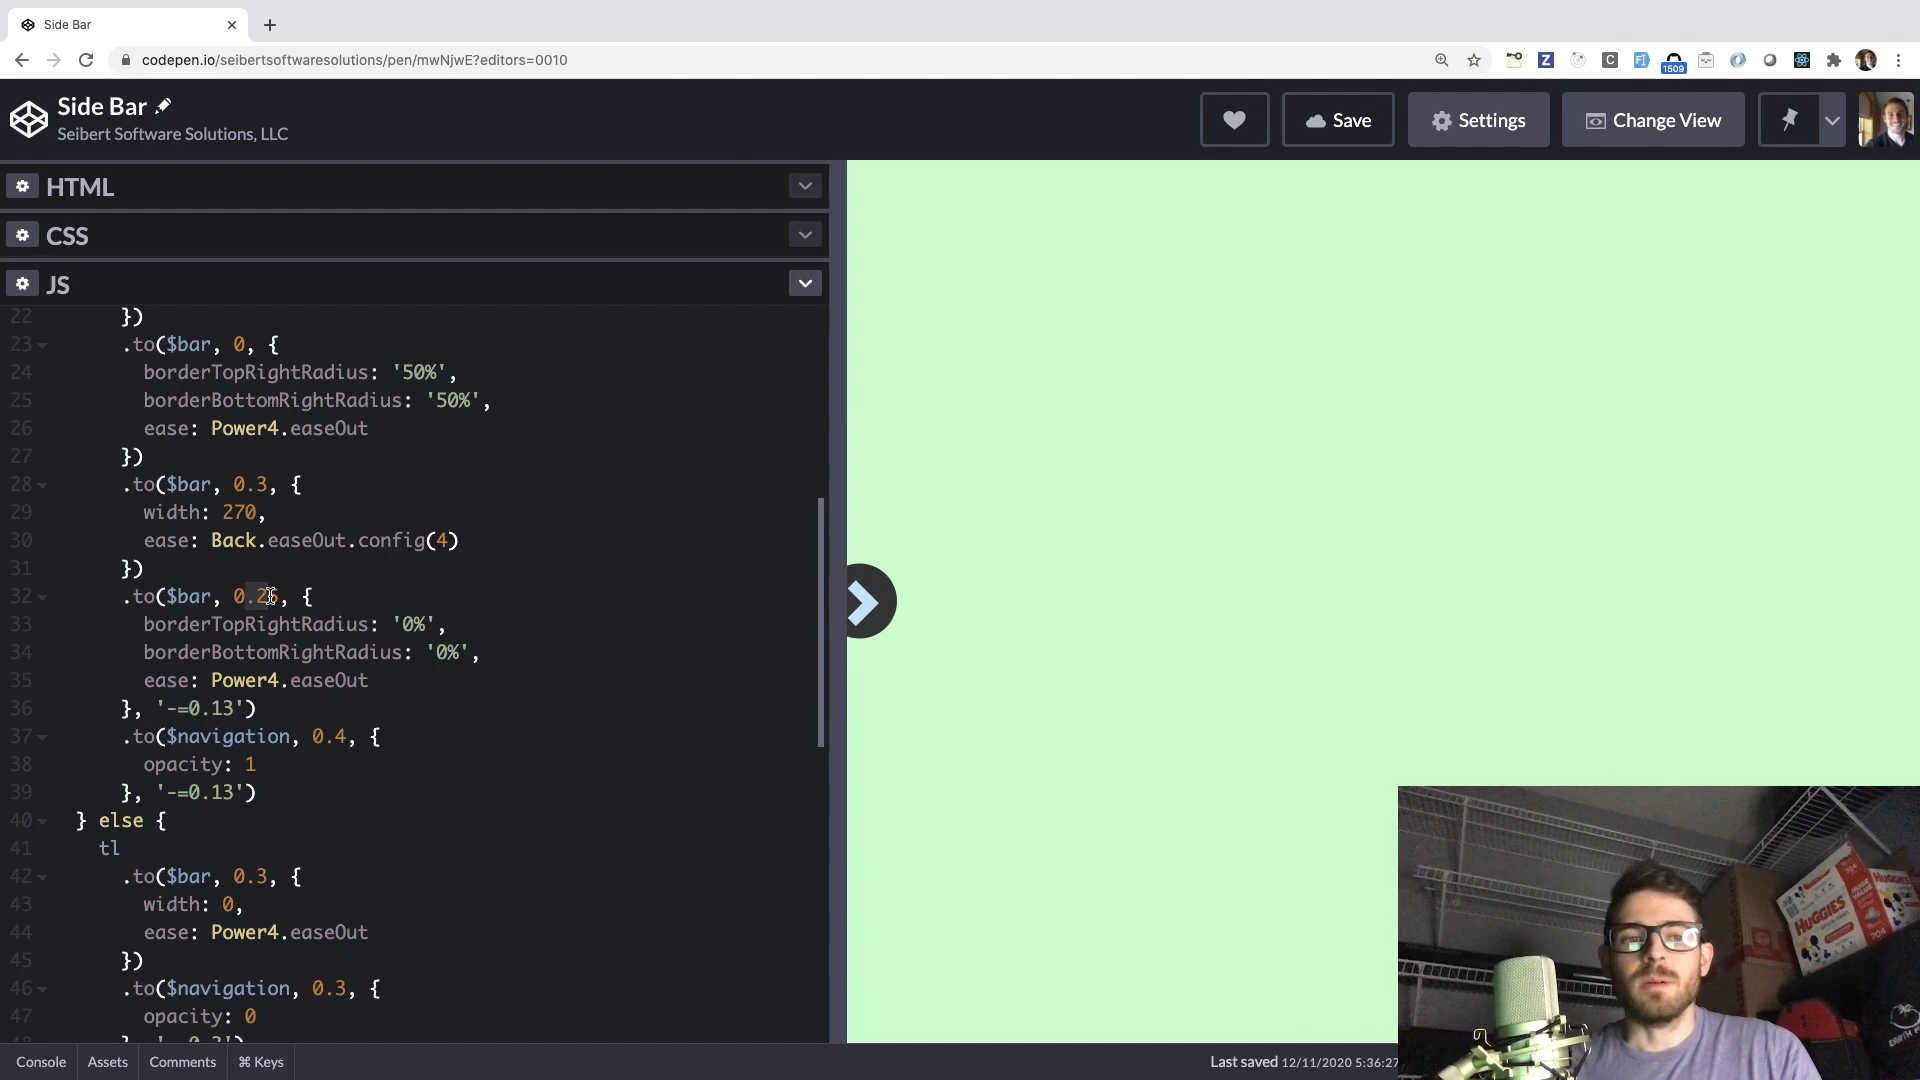 Side Bar
codepen.io/seibertsoftwaresolutions/pen/mwNjwE?editors=0010
1509
Side Bar
Seibert Software Solutions, LLC
Save
Settings
Change View
HTML
CSS
JS
22 })
23 .to($bar, 0, {
24 borderTopRightRadius: '50%',
25 borderBottomRightRadius: '50%',
26 ease: Power4.easeOut
27 })
28 .to($bar, 0.3, {
29 width: 270,
30 ease: Back.easeOut.config(4)
31 })
32 .to($bar, 0.26, {
33 borderTopRightRadius: '0%',
34 borderBottomRightRadius: '0%',
35 ease: Power4.easeOut
36 }, '-=0.13')
37 .to($navigation, 0.4, {
38 opacity: 1
39 }, '-=0.13')
40 } else {
41 tl
42 .to($bar, 0.3, {
43 width: 0,
44 ease: Power4.easeOut
45 })
46 .to($navigation, 0.3, {
47 opacity: 0
HUGGIES
HUGGIES
704
Console
Assets
Comments
⌘ Keys
Last saved 12/11/2020 5:36:27